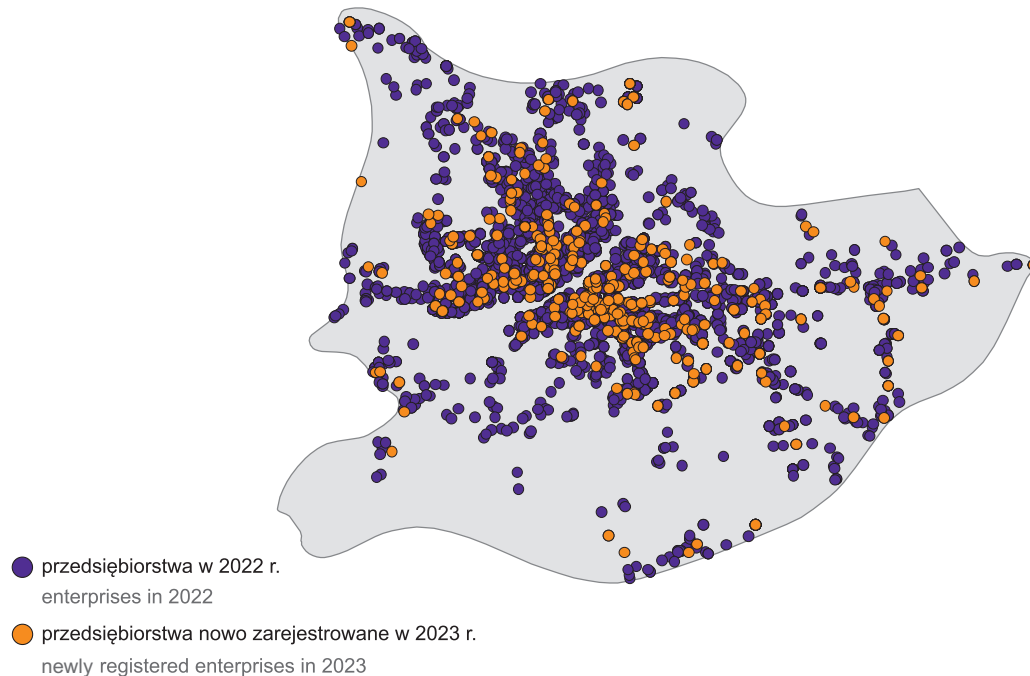 przedsiębiorstwa w 2022 r.
enterprises in 2022
przedsiębiorstwa nowo zarejestrowane w 2023 r.
newly registered enterprises in 2023